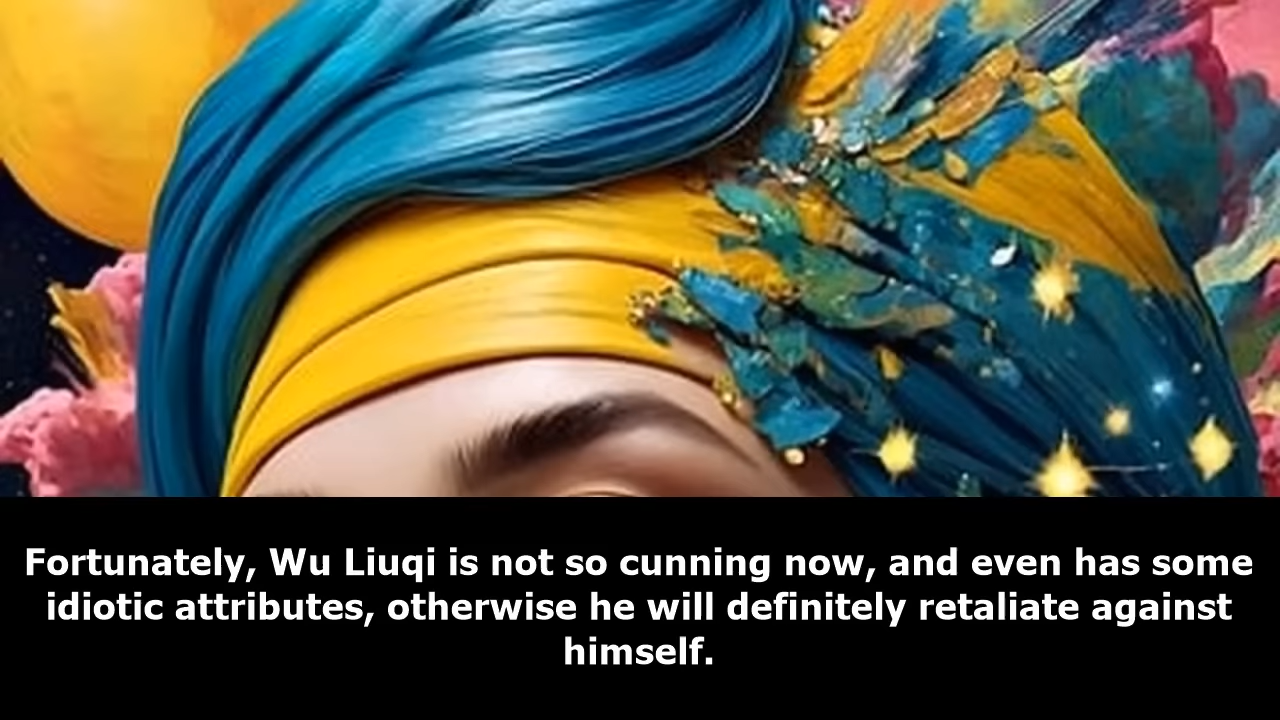 Fortunately, Wu Liuqi is not so cunning now, and even has some
idiotic attributes, otherwise he will definitely retaliate against
himself.